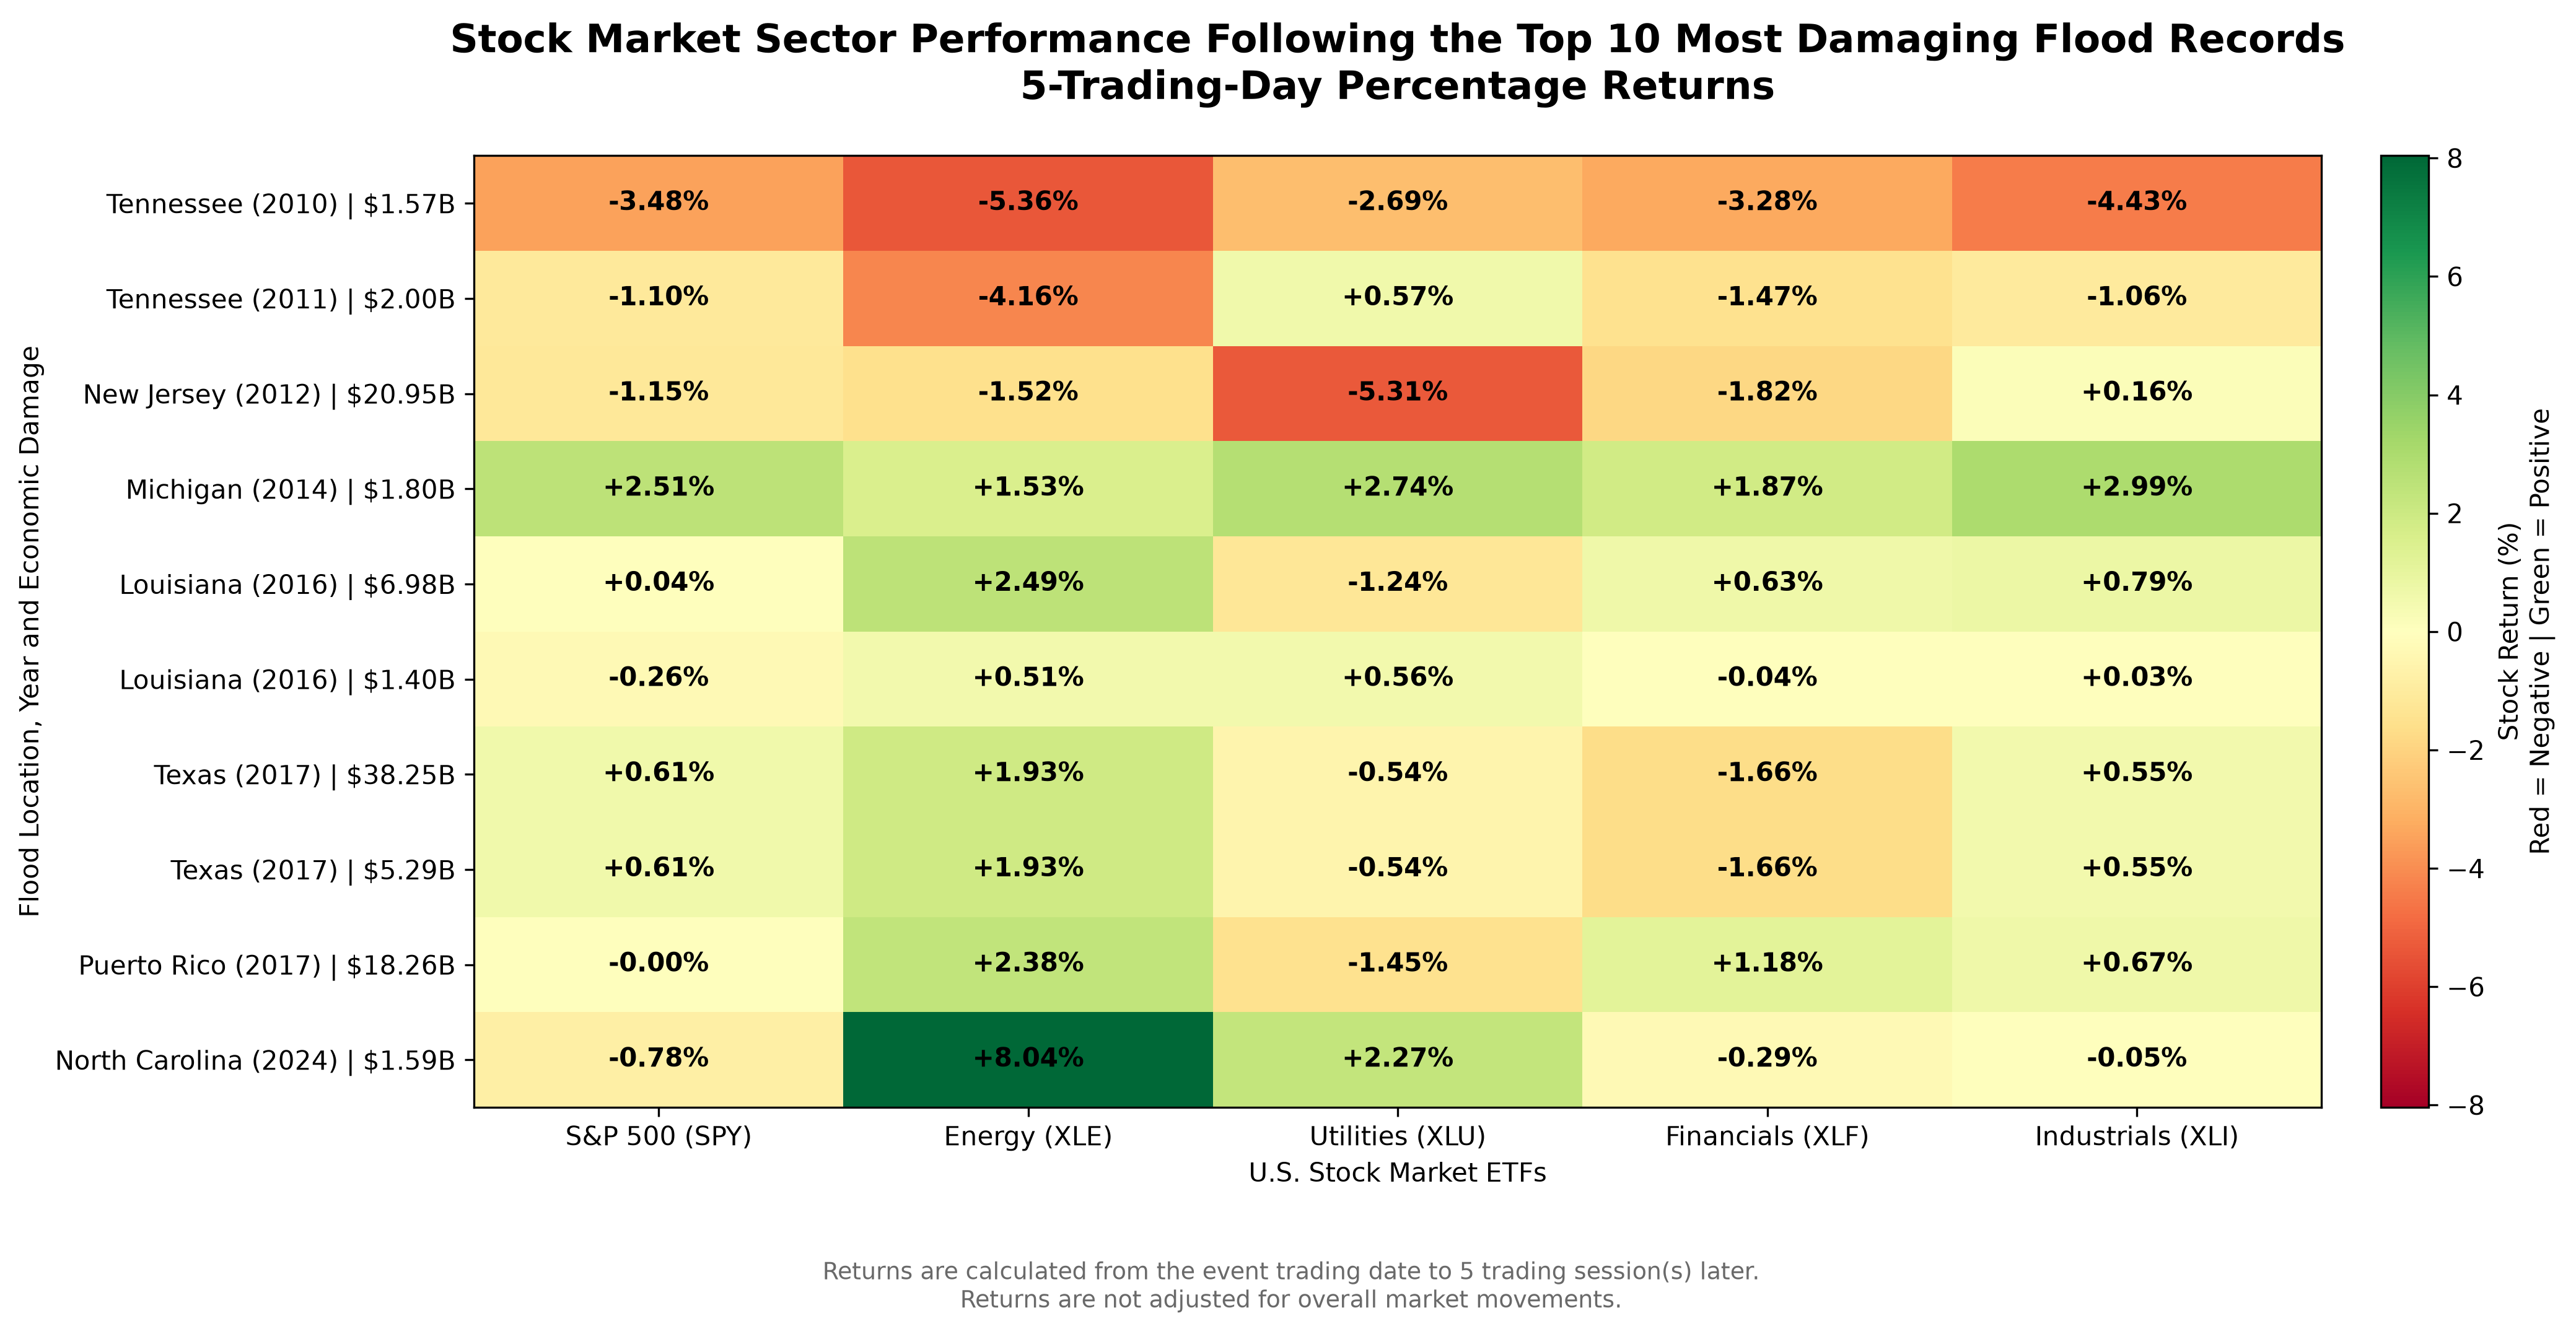 Stock Market Sector Performance Following the Top 10 Most Damaging Flood Records
5-Trading-Day Percentage Returns
Flood Location, Year and Economic Damage
Tennessee (2010) | $1.57B -3.48% -5.36% -2.69% -3.28% -4.43%
Tennessee (2011) | $2.00B -1.10% -4.16% +0.57% -1.47% -1.06%
New Jersey (2012) | $20.95B -1.15% -1.52% -5.31% -1.82% +0.16%
Michigan (2014) | $1.80B +2.51% +1.53% +2.74% +1.87% +2.99%
Louisiana (2016) | $6.98B +0.04% +2.49% -1.24% +0.63% +0.79%
Louisiana (2016) | $1.40B -0.26% +0.51% +0.56% -0.04% +0.03%
Texas (2017) | $38.25B +0.61% +1.93% -0.54% -1.66% +0.55%
Texas (2017) | $5.29B +0.61% +1.93% -0.54% -1.66% +0.55%
Puerto Rico (2017) | $18.26B -0.00% +2.38% -1.45% +1.18% +0.67%
North Carolina (2024) | $1.59B -0.78% +8.04% +2.27% -0.29% -0.05%
S&P 500 (SPY) Energy (XLE) Utilities (XLU) Financials (XLF) Industrials (XLI)
U.S. Stock Market ETFs
8
6
4
2
0
−2
−4
−6
−8
Stock Return (%)
Red = Negative | Green = Positive
Returns are calculated from the event trading date to 5 trading session(s) later.
Returns are not adjusted for overall market movements.